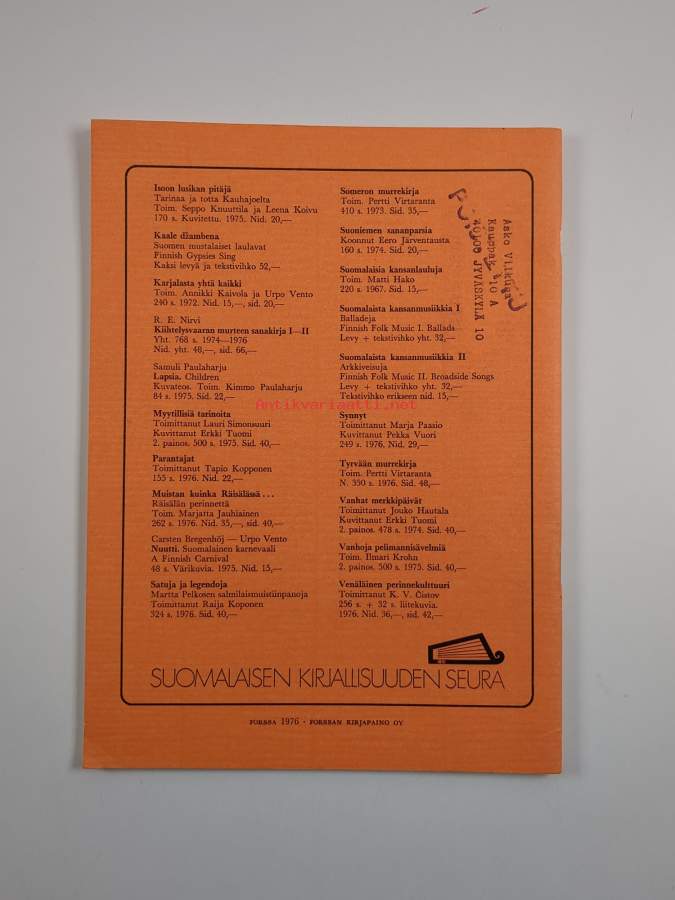 Isoon lusikan pitäjä
Tarinaa ja totta Kauhajoelta
Toim. Seppo Knuuttila ja Leena Koivu
170 s. Kuvitettu. 1975. Nid. 20,—
Kaale džambena
Suomen mustalaiset laulavat
Finnish Gypsies Sing
Kaksi levyä ja tekstivihko 52,—
Karjalasta yhtä kaikki
Toim. Annikki Kaivola ja Urpo Vento
240 s. 1972. Nid. 15,—, sid. 20,—
R. E. Nirvi
Kiihtelysvaaran murteen sanakirja I—II
Yht. 768 s. 1974—1976
Nid. yht. 48,—, sid. 66,—
Samuli Paulaharju
Lapsia. Children
Kuvateos. Toim. Kimmo Paulaharju
84 s. 1975. Sid. 22,—
Myytillisiä tarinoita
Toimittanut Lauri Simonsuuri
Kuvittanut Erkki Tuomi
2. painos. 500 s. 1975. Sid. 40,—
Parantajat
Toimittanut Tapio Kopponen
155 s. 1976. Nid. 22,—
Muistan kuinka Räisälässä . . .
Räisälän perinnettä
Toim. Marjatta Jauhiainen
262 s. 1976. Nid. 35,—, sid. 40,—
Carsten Bregenhöj — Urpo Vento
Nuutti. Suomalainen karnevaali
A Finnish Carnival
48 s. Värikuvia. 1975. Nid. 15,—
Satuja ja legendoja
Martta Pelkosen salmilaismuistiinpanoja
Toimittanut Raija Koponen
324 s. 1976. Sid. 40,—
Someron murrekirja
Toim. Pertti Virtaranta
410 s. 1973. Sid. 35,—
Suoniemen sananparsia
Koonnut Eero Järventausta
160 s. 1974. Sid. 20,—
Suomalaisia kansanlauluja
Toim. Matti Hako
220 s. 1967. Sid. 15,—
Suomalaista kansanmusiikkia I
Balladeja
Finnish Folk Music I. Ballads
Levy + tekstivihko yht. 32,—
Suomalaista kansanmusiikkia II
Arkkiveisuja
Finnish Folk Music II. Broadside Songs
Levy + tekstivihko yht. 32,—
Tekstivihko erikseen nid. 15,—
Synnyt
Toimittanut Marja Paasio
Kuvittanut Pekka Vuori
249 s. 1976. Nid. 29,—
Tyrvään murrekirja
Toim. Pertti Virtaranta
N. 350 s. 1976. Sid. 48,—
Vanhat merkkipäivät
Toimittanut Jouko Hautala
Kuvittanut Erkki Tuomi
2. painos. 478 s. 1974. Sid. 40,—
Vanhoja pelimannisävelmiä
Toim. Ilmari Krohn
2. painos. 500 s. 1975. Sid. 40,—
Venäläinen perinnekulttuuri
Toimittanut K. V. Čistov
256 s. + 32 s. liitekuvia.
1976. Nid. 36,—, sid. 42,—
Asko Vilkuna
Kauppak. A
JYVÄSKYLÄ 10
Antikvariaatti.net
SUOMALAISEN KIRJALLISUUDEN SEURA
FORSSA 1976 · FORSSAN KIRJAPAINO OY